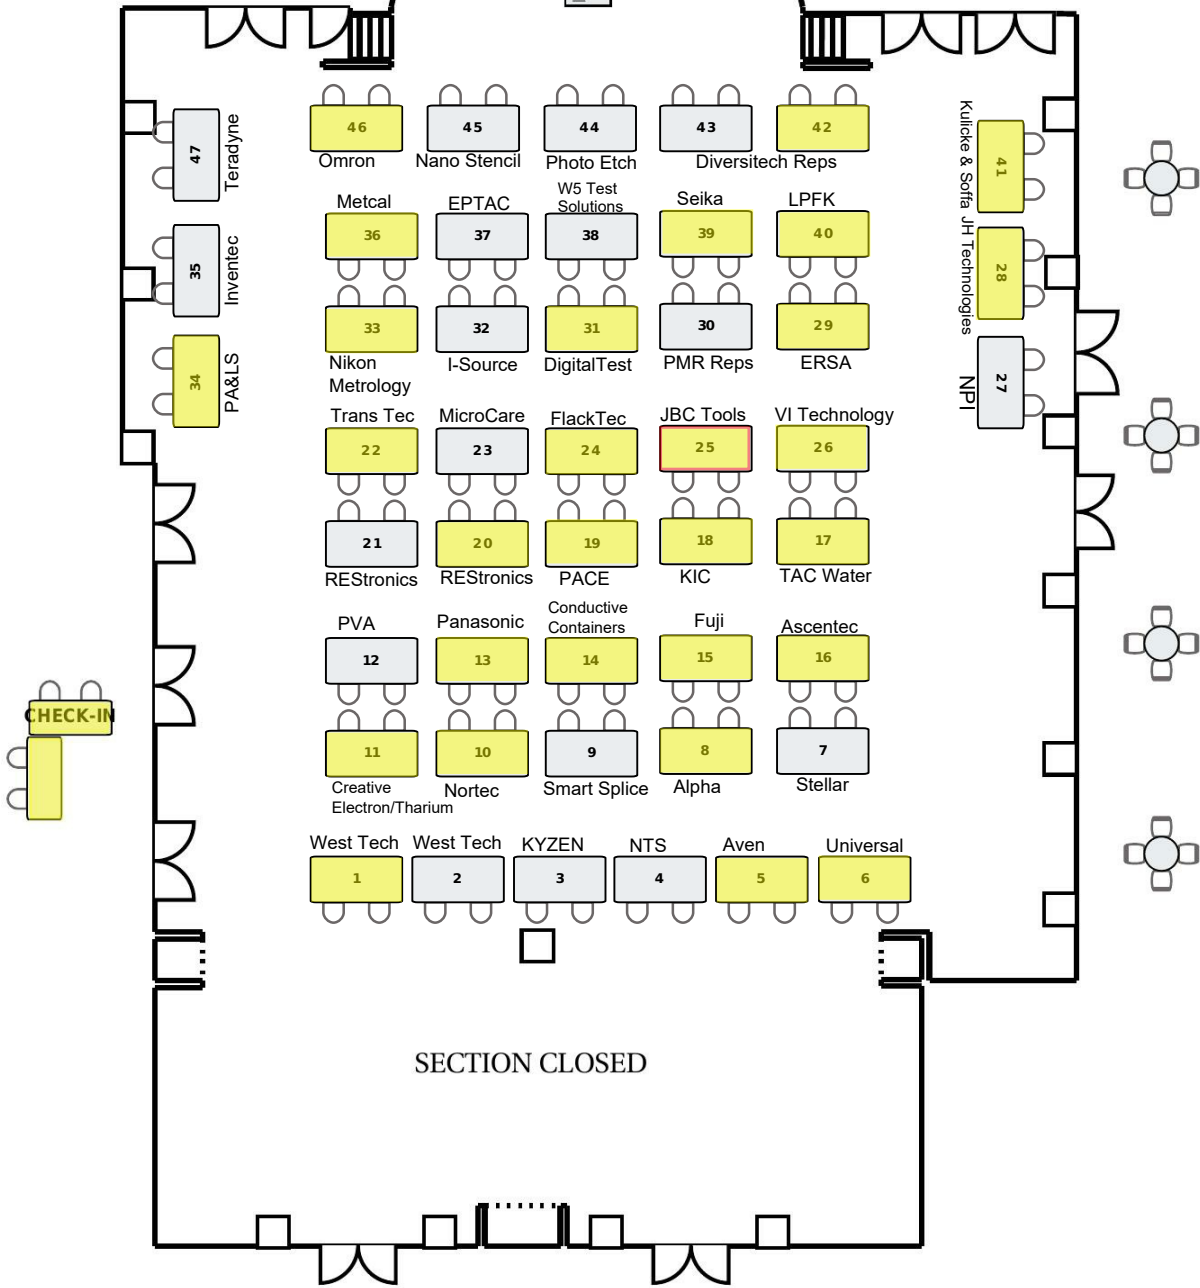 46
45
44
43
42
Omron
Nano Stencil
Photo Etch
Diversitech Reps
47
Teradyne
41
Kulicke & Soffa
Metcal
EPTAC
W5 Test
Solutions
Seika
LPFK
36
37
38
39
40
35
Inventec
28
JH Technologies
33
32
31
30
29
Nikon
Metrology
I-Source
DigitalTest
PMR Reps
ERSA
34
PA&LS
27
NPI
Trans Tec
MicroCare
FlackTec
JBC Tools
VI Technology
22
23
24
25
26
21
20
19
18
17
REStronics
REStronics
PACE
KIC
TAC Water
PVA
Panasonic
Conductive
Containers
Fuji
Ascentec
12
13
14
15
16
CHECK-IN
11
10
9
8
7
Creative
Electron/Tharium
Nortec
Smart Splice
Alpha
Stellar
West Tech
West Tech
KYZEN
NTS
Aven
Universal
1
2
3
4
5
6
SECTION CLOSED